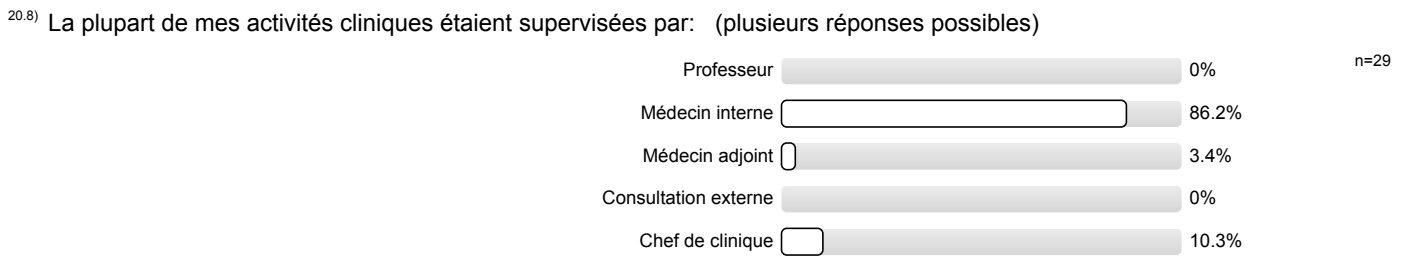 20.8) La plupart de mes activités cliniques étaient supervisées par: (plusieurs réponses possibles)
n=29
Professeur 0%
Médecin interne 86.2%
Médecin adjoint 3.4%
Consultation externe 0%
Chef de clinique 10.3%